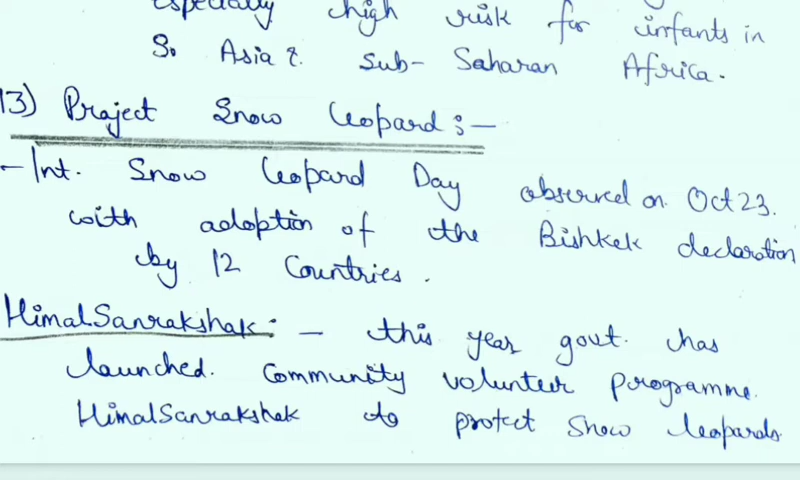 especially high risk for infants in
S. Asia & Sub- Saharan Africa.
13) Project Snow Leopard :-
- Int. Snow Leopard Day observed on Oct 23.
with adoption of the Bishkek declaration
by 12 Countries.
HimalSanrakshak: - this year govt. has
launched. Community volunteer programme.
HimalSanrakshak to protect snow leopards